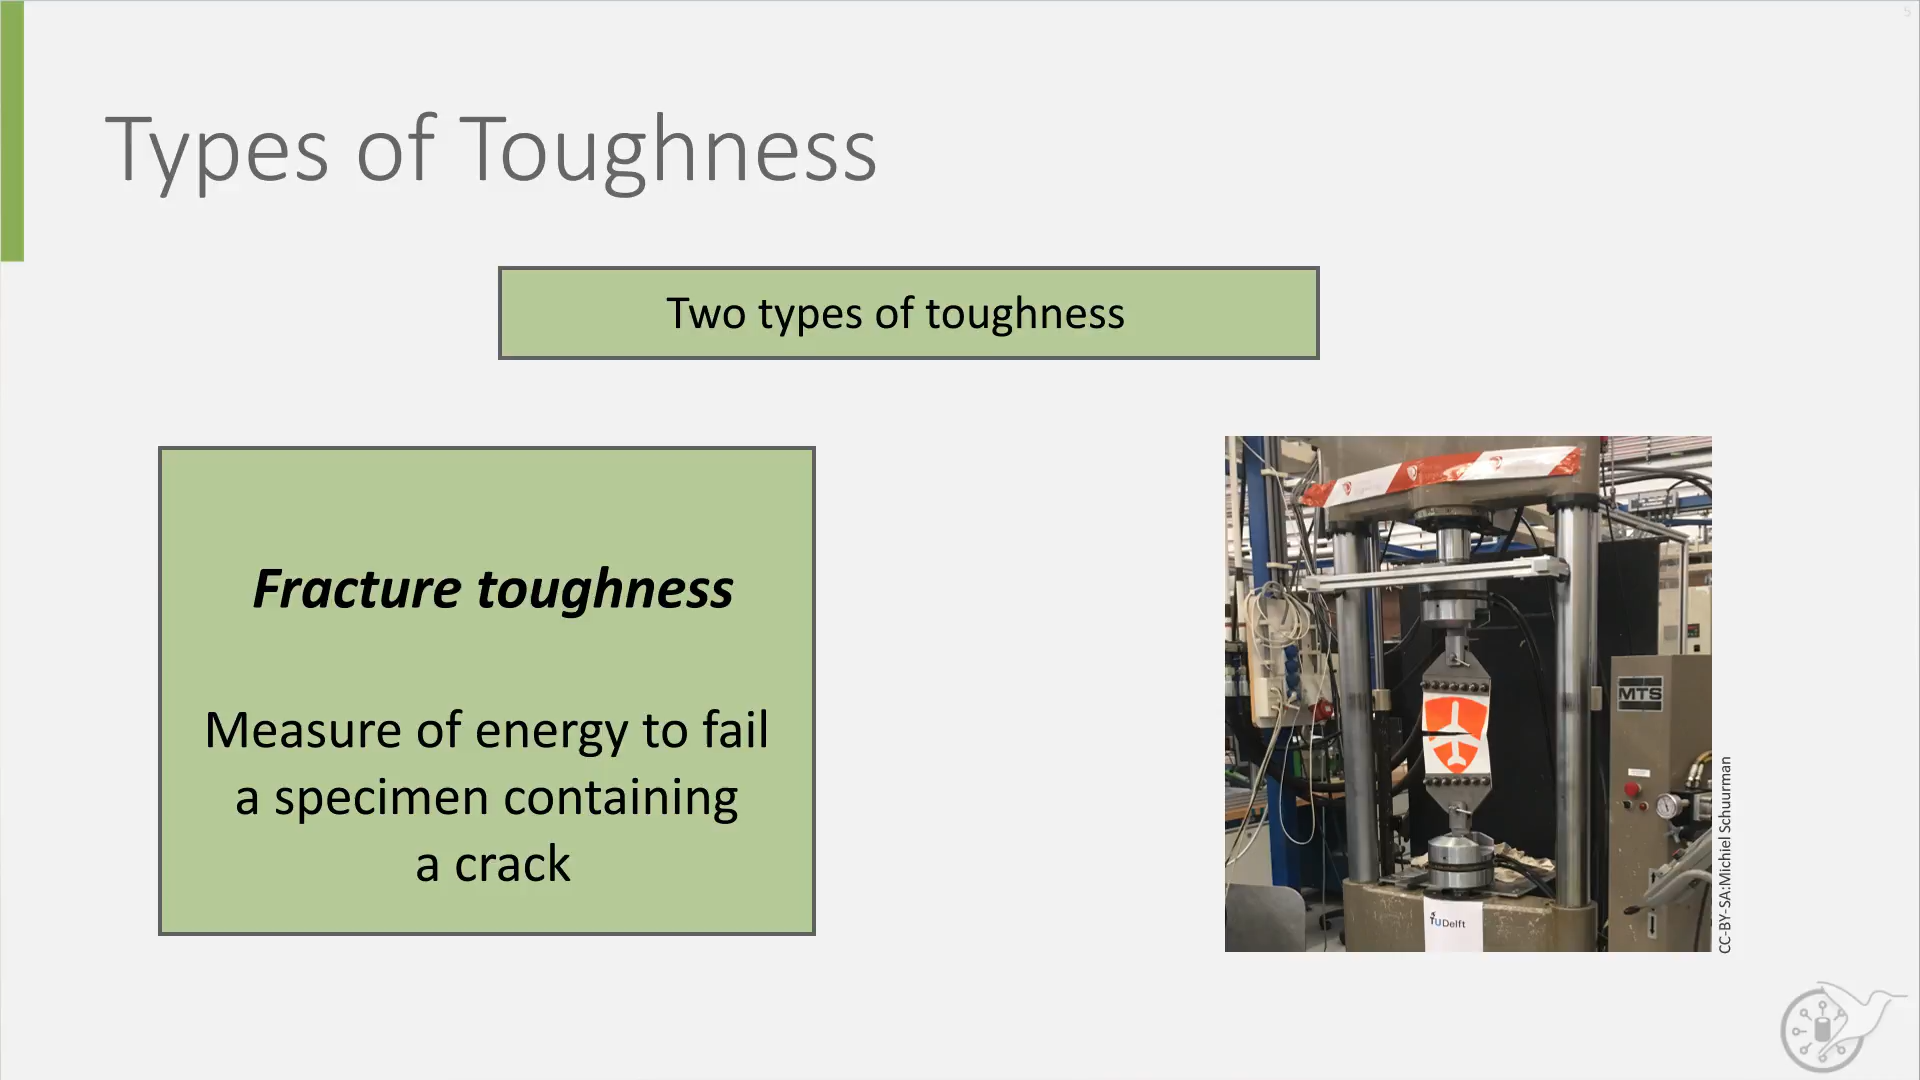 5
Types of Toughness
Two types of toughness
Fracture toughness
Measure of energy to fail
a specimen containing
a crack
MTS
TUDelft
CC-BY-SA:Michiel Schuurman